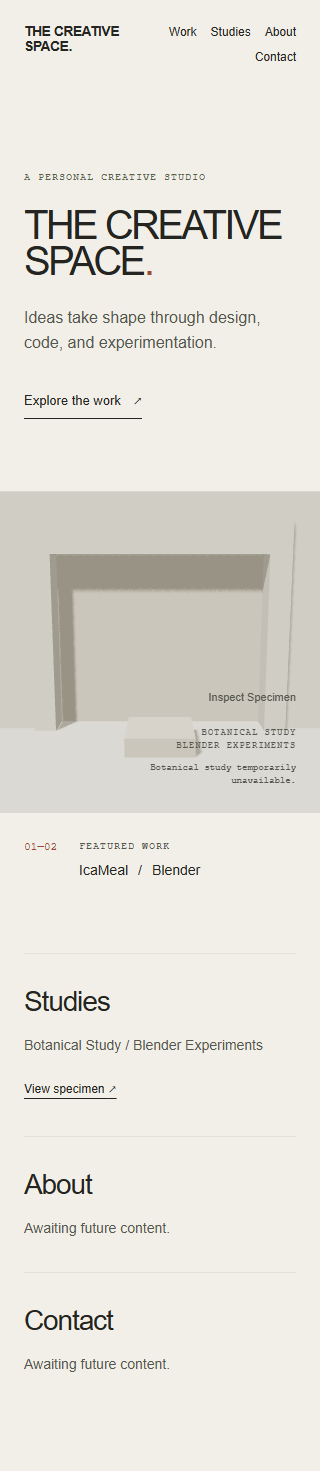 THE CREATIVE
SPACE.
Work Studies About
Contact
A PERSONAL CREATIVE STUDIO
THE CREATIVE
SPACE.
Ideas take shape through design,
code, and experimentation.
Explore the work ↗
Inspect Specimen
BOTANICAL STUDY
BLENDER EXPERIMENTS
Botanical study temporarily
unavailable.
01—02 FEATURED WORK
IcaMeal / Blender
Studies
Botanical Study / Blender Experiments
View specimen ↗
About
Awaiting future content.
Contact
Awaiting future content.